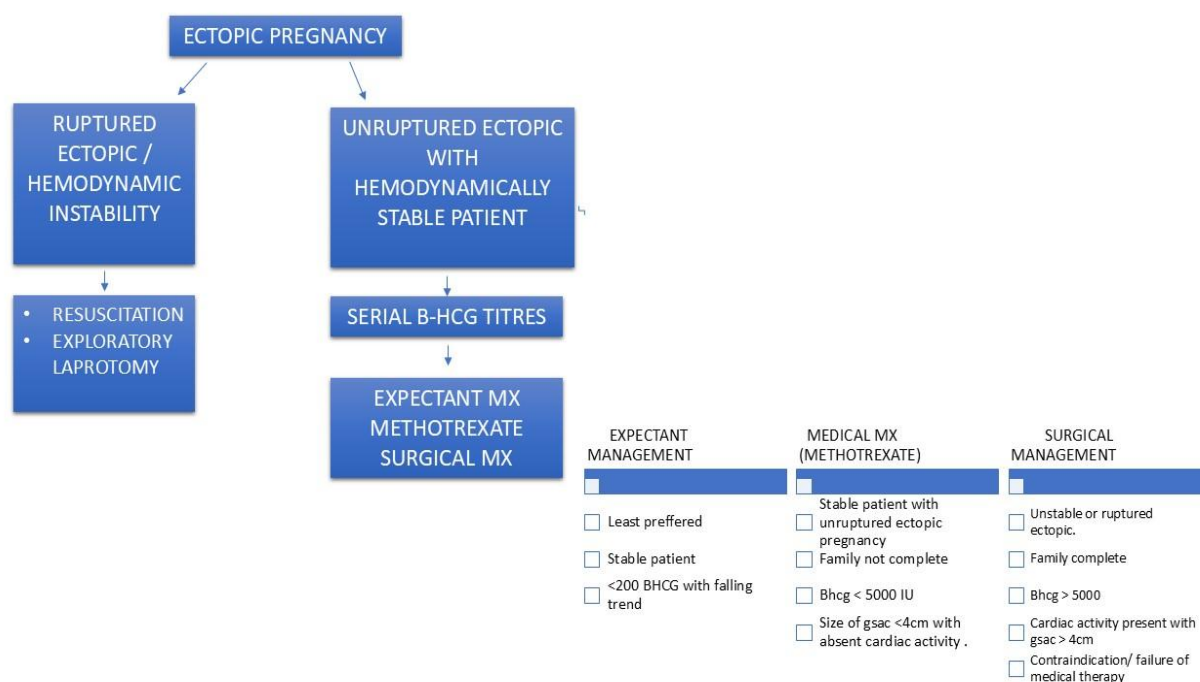 ECTOPIC PREGNANCY
RUPTURED
ECTOPIC /
HEMODYNAMIC
INSTABILITY
• RESUSCITATION
• EXPLORATORY
LAPROTOMY
UNRUPTURED ECTOPIC
WITH
HEMODYNAMICALLY
STABLE PATIENT
SERIAL B-HCG TITRES
EXPECTANT MX
METHOTREXATE
SURGICAL MX
EXPECTANT
MANAGEMENT
Least preffered
Stable patient
<200 BHCG with falling
trend
MEDICAL MX
(METHOTREXATE)
Stable patient with
unruptured ectopic
pregnancy
Family not complete
Bhcg < 5000 IU
Size of gsac <4cm with
absent cardiac activity .
SURGICAL
MANAGEMENT
Unstable or ruptured
ectopic.
Family complete
Bhcg > 5000
Cardiac activity present with
gsac > 4cm
Contraindication/ failure of
medical therapy